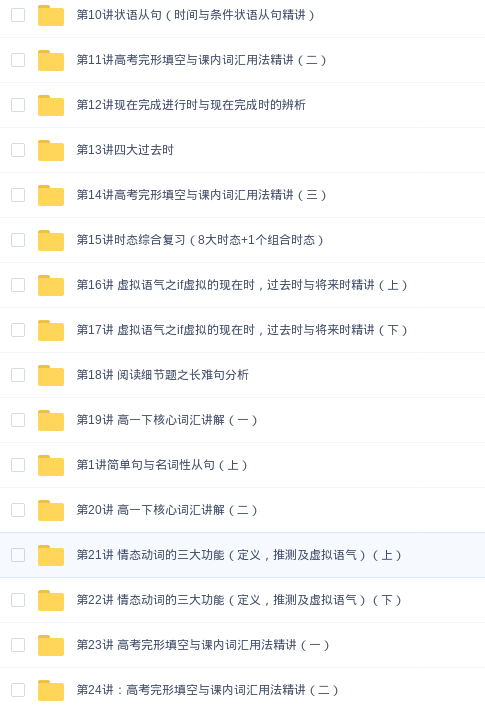 第10讲状语从句（时间与条件状语从句精讲）
第11讲高考完形填空与课内词汇用法精讲（二）
第12讲现在完成进行时与现在完成时的辨析
第13讲四大过去时
第14讲高考完形填空与课内词汇用法精讲（三）
第15讲时态综合复习（8大时态+1个组合时态）
第16讲 虚拟语气之if虚拟的现在时，过去时与将来时精讲（上）
第17讲 虚拟语气之if虚拟的现在时，过去时与将来时精讲（下）
第18讲 阅读细节题之长难句分析
第19讲 高一下核心词汇讲解（一）
第1讲简单句与名词性从句（上）
第20讲 高一下核心词汇讲解（二）
第21讲 情态动词的三大功能（定义，推测及虚拟语气）（上）
第22讲 情态动词的三大功能（定义，推测及虚拟语气）（下）
第23讲 高考完形填空与课内词汇用法精讲（一）
第24讲：高考完形填空与课内词汇用法精讲（二）